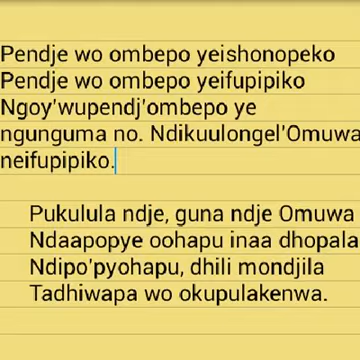 Pendje wo ombepo yeishonopeko
Pendje wo ombepo yeifupipiko
Ngoy'wupendj'ombepo ye
ngunguma no. Ndikuulongel'Omuwa
neifupipiko.
Pukulula ndje, guna ndje Omuwa
Ndaapopye oohapu inaa dhopala
Ndipo'pyohapu, dhili mondjila
Tadhiwapa wo okupulakenwa.